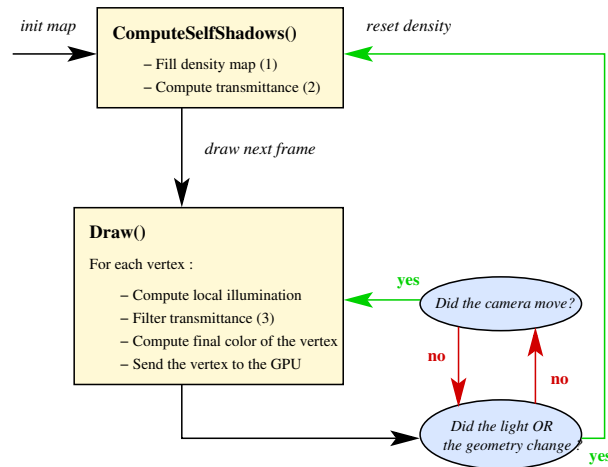 init map
ComputeSelfShadows()
– Fill density map (1)
– Compute transmittance (2)
reset density
draw next frame
Draw()
For each vertex :
– Compute local illumination
– Filter transmittance (3)
– Compute final color of the vertex
– Send the vertex to the GPU
yes
Did the camera move?
no
no
Did the light OR
the geometry change ?
yes